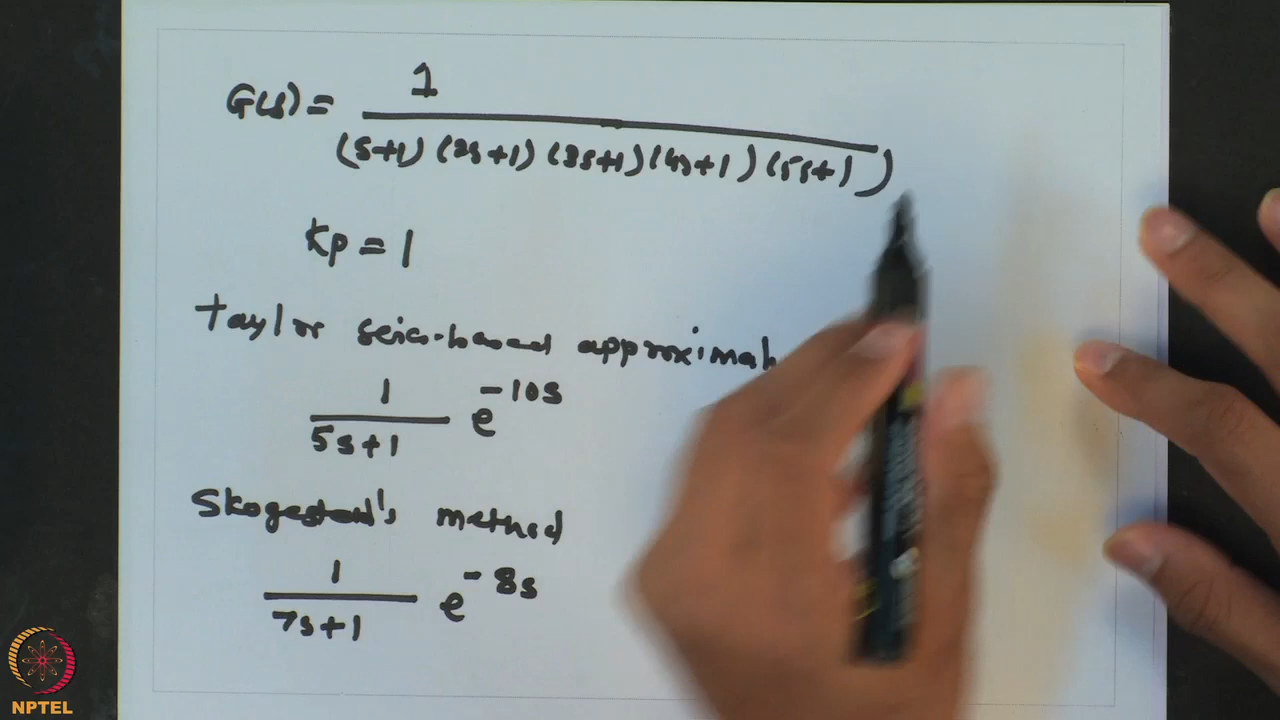 G(s) = 1
(s+1) (2s+1) (3s+1) (4s+1) (5s+1)
Kp = 1
Taylor seies-based approximat
1
5s+1 e^-10s
Skogestad's method
1
7s+1 e^-8s
NPTEL